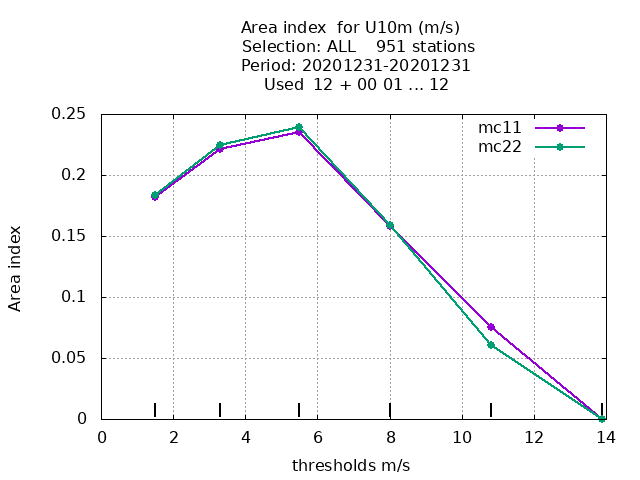 Area index  for U10m (m/s)
Selection: ALL    951 stations
Period: 20201231-20201231
Used  12 + 00 01 ... 12
0.25
mc11
mc22
0.2
0.15
Area index
0.1
0.05
0
0 2 4 6 8 10 12 14
thresholds m/s